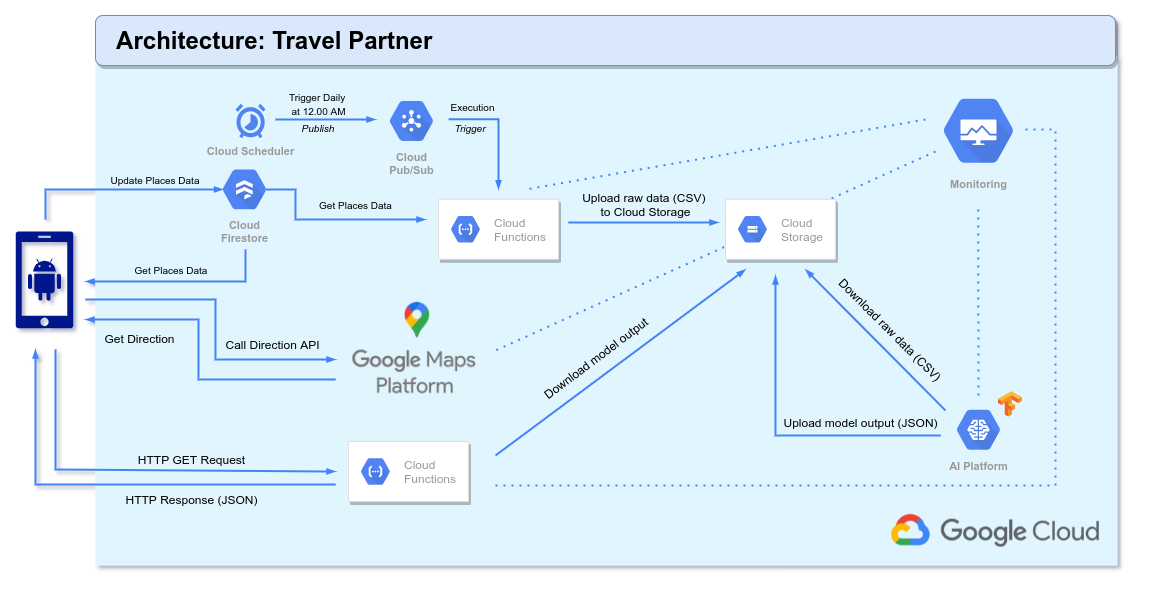 Architecture: Travel Partner
Trigger Daily
at 12.00 AM
Publish
Execution
Trigger
Cloud Scheduler
Cloud
Pub/Sub
Monitoring
Update Places Data
Cloud
Firestore
Get Places Data
Cloud
Functions
Upload raw data (CSV)
to Cloud Storage
Cloud
Storage
Get Places Data
Get Direction
Call Direction API
Google Maps
Platform
Download model output
Download raw data (CSV)
Upload model output (JSON)
AI Platform
HTTP GET Request
HTTP Response (JSON)
Cloud
Functions
Google Cloud